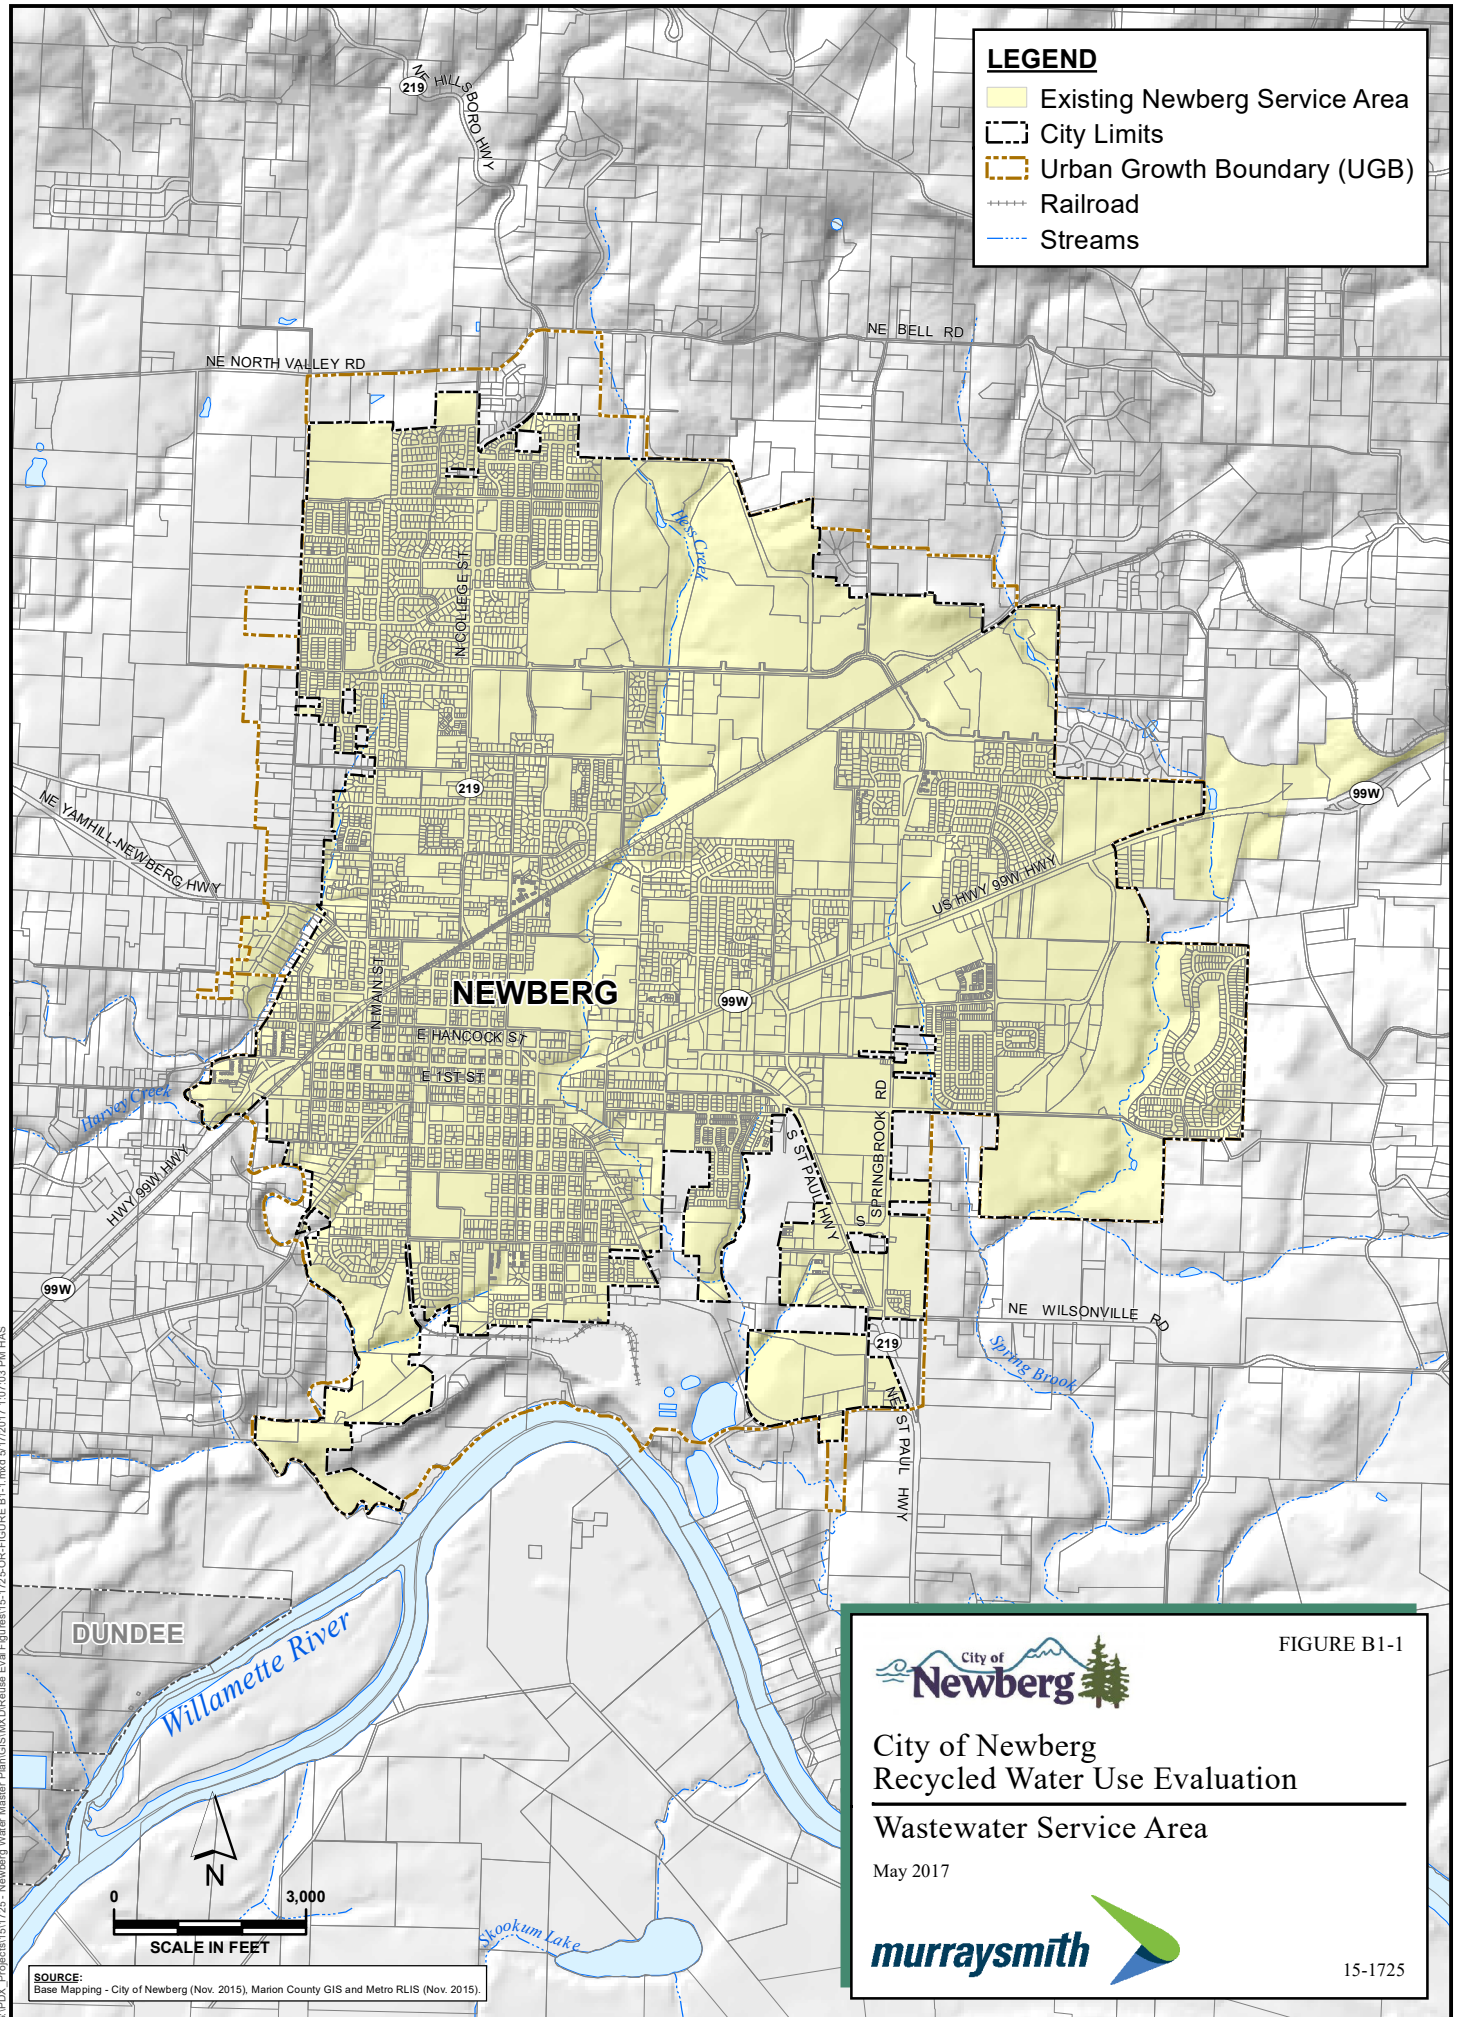 LEGEND
Existing Newberg Service Area
City Limits
Urban Growth Boundary (UGB)
Railroad
Streams
219
NE HILLSBORO HWY
NE BELL RD
NE NORTH VALLEY RD
Hess Creek
N COLLEGE ST
219
99W
NE YAMHILL-NEWBERG HWY
US HWY 99W HWY
N MAIN ST
NEWBERG
99W
E HANCOCK ST
E 1ST ST
Harvey Creek
HWY 99W HWY
S ST PAUL HWY
SPRINGBROOK RD
S
99W
NE WILSONVILLE RD
219
Spring Brook
NE ST PAUL HWY
DUNDEE
Willamette River
Skookum Lake
N
0 3,000
SCALE IN FEET
SOURCE:
Base Mapping - City of Newberg (Nov. 2015), Marion County GIS and Metro RLIS (Nov. 2015).
FIGURE B1-1
City of
Newberg
City of Newberg
Recycled Water Use Evaluation
Wastewater Service Area
May 2017
murraysmith
15-1725